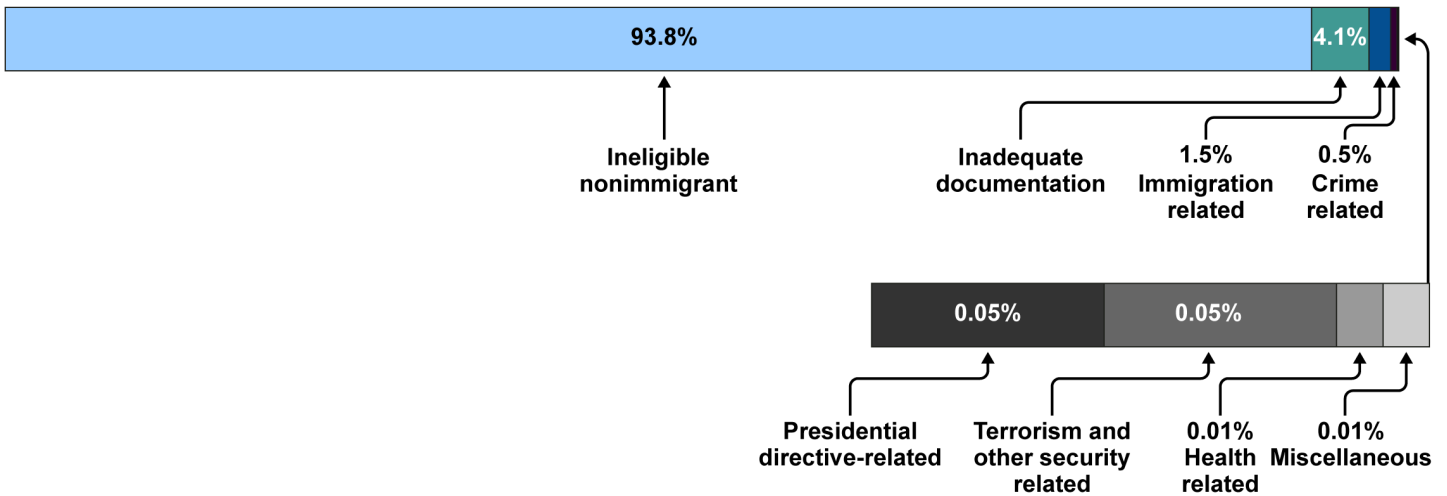 93.8%
4.1%
Ineligible
nonimmigrant
Inadequate
documentation
1.5%
Immigration
related
0.5%
Crime
related
0.05%
0.05%
Presidential
directive-related
Terrorism and
other security
related
0.01%
Health
related
0.01%
Miscellaneous